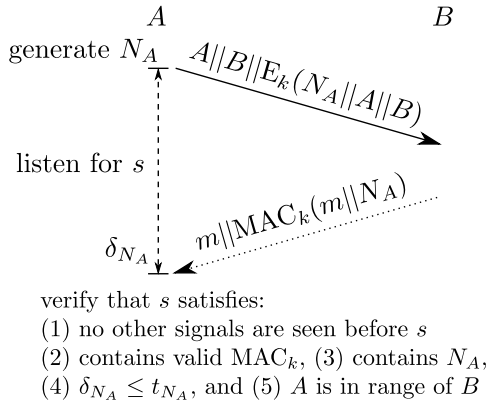 A B
generate N_A
A||B||E_k(N_A||A||B)
listen for s
m||MAC_k(m||N_A)
δ_{N_A}
verify that s satisfies:
(1) no other signals are seen before s
(2) contains valid MAC_k, (3) contains N_A,
(4) δ_{N_A} ≤ t_{N_A}, and (5) A is in range of B